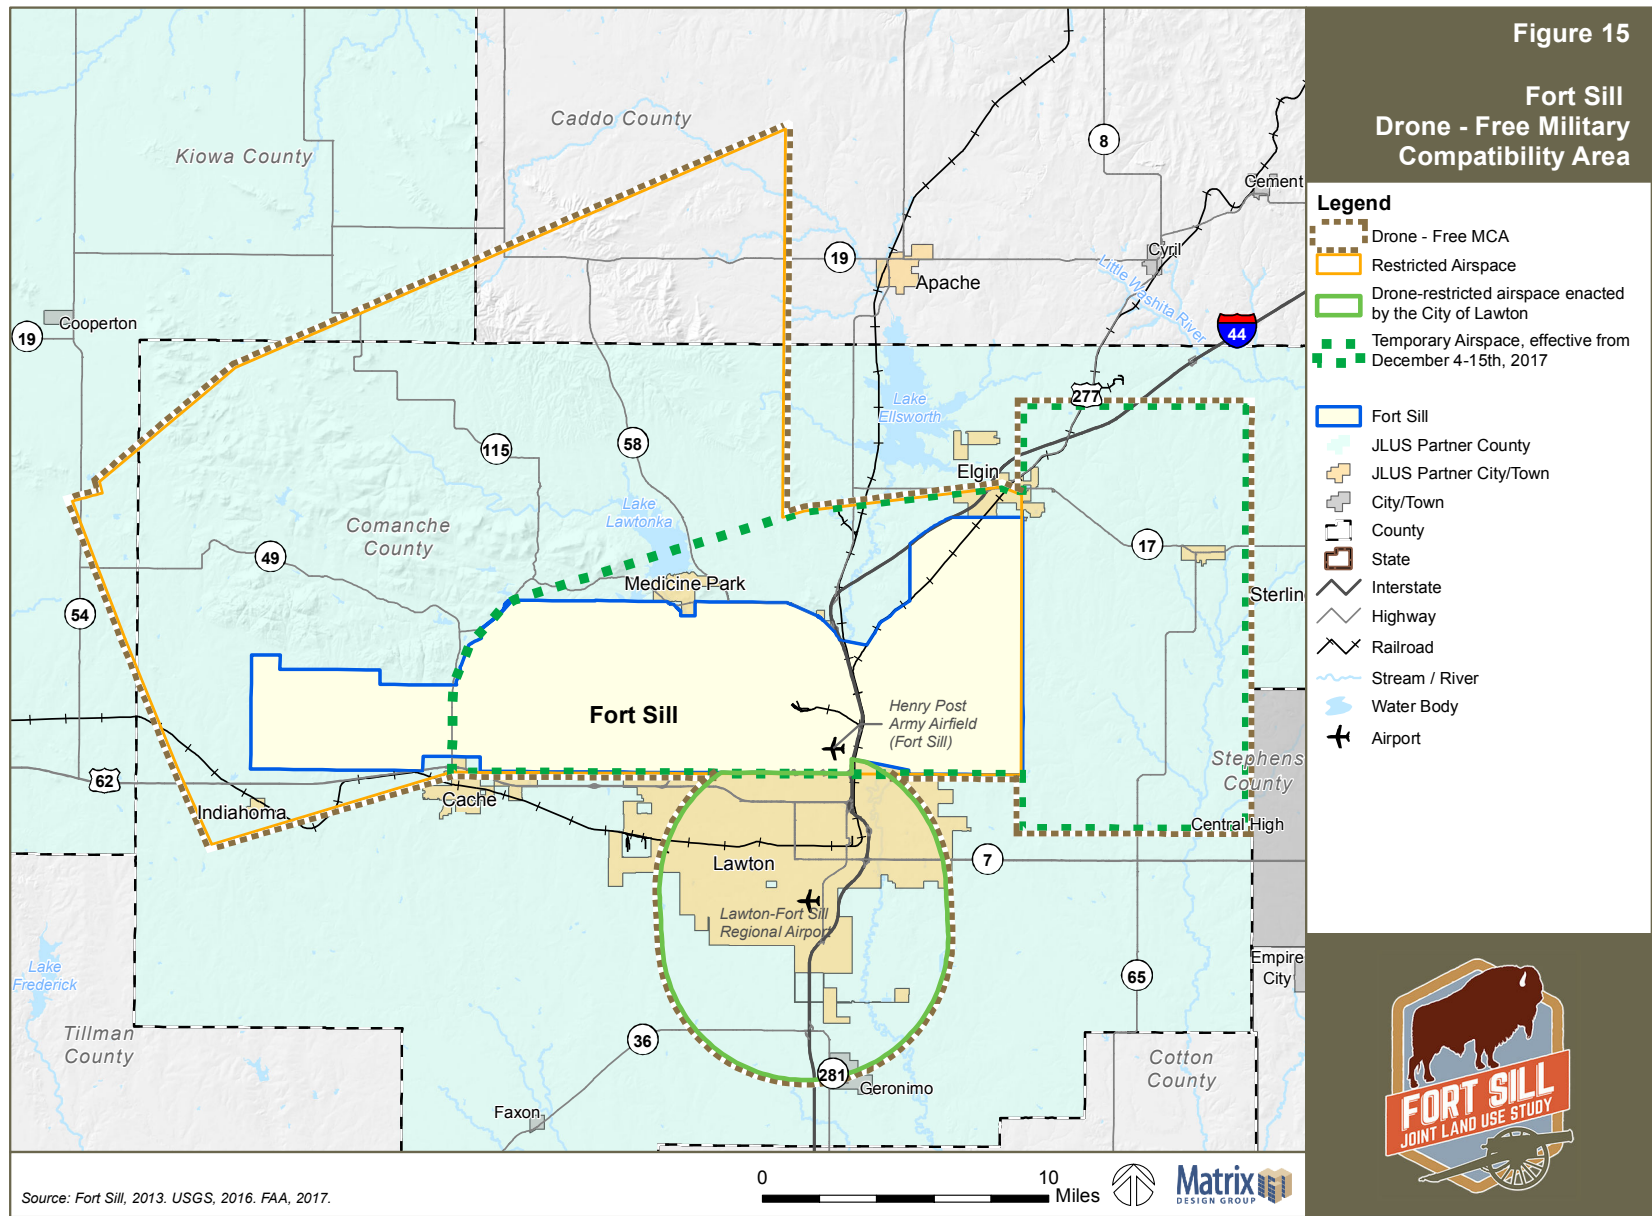 Figure 15
Fort Sill
Drone - Free Military
Compatibility Area
Legend
Drone - Free MCA
Restricted Airspace
Drone-restricted airspace enacted
by the City of Lawton
Temporary Airspace, effective from
December 4-15th, 2017
Fort Sill
JLUS Partner County
JLUS Partner City/Town
City/Town
County
State
Interstate
Highway
Railroad
Stream / River
Water Body
Airport
Caddo County
Kiowa County
8
Cement
Cyril
19
Apache
Little Washita River
Cooperton
19
44
277
Lake
Ellsworth
115
58
Elgin
Lake
Lawtonka
Comanche
County
49
17
Medicine Park
54
Sterlin
Fort Sill
Henry Post
Army Airfield
(Fort Sill)
Stephens
County
62
Indiahoma
Cache
Central High
Lawton
7
Lawton-Fort Sill
Regional Airport
Lake
Frederick
65
Empire
City
Tillman
County
36
281
Geronimo
Cotton
County
Faxon
FORT SILL
JOINT LAND USE STUDY
Source: Fort Sill, 2013. USGS, 2016. FAA, 2017.
0 10
Miles
Matrix
DESIGN GROUP